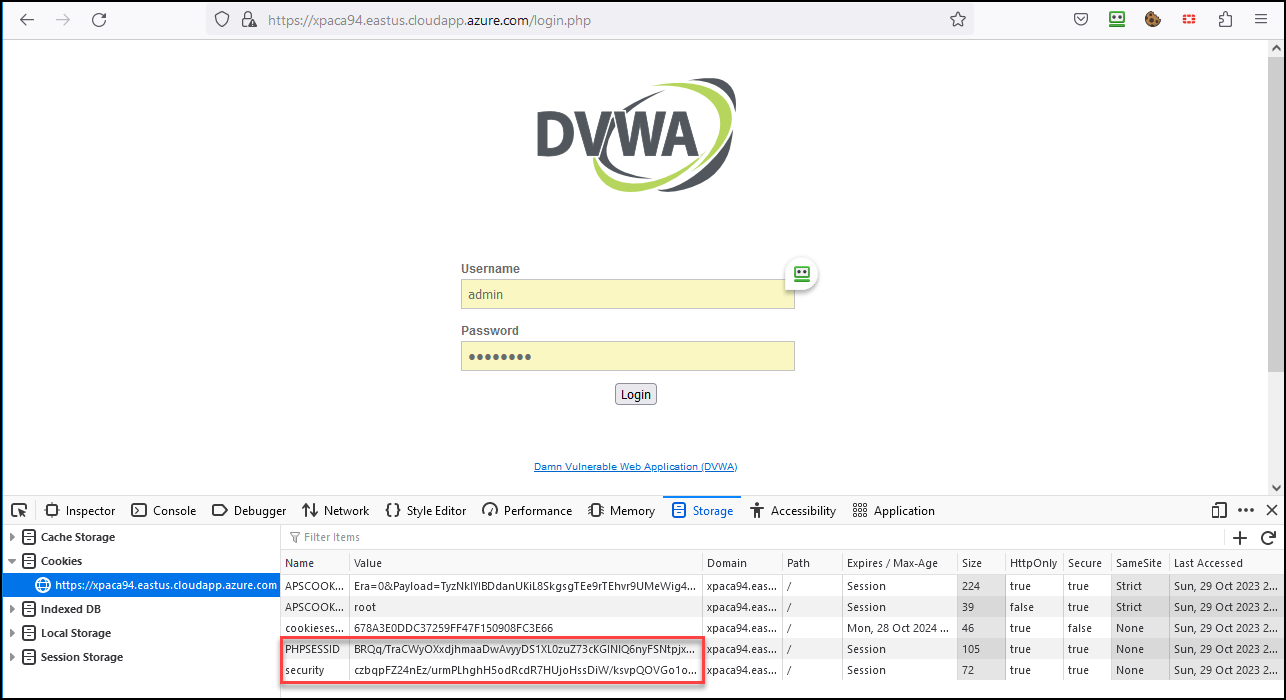 https://xpaca94.eastus.cloudapp.azure.com/login.php
DVWA
Username
admin
Password
●●●●●●●●
Login
Damn Vulnerable Web Application (DVWA)
Inspector Console Debugger Network Style Editor Performance Memory Storage Accessibility Application
Cache Storage
Cookies
https://xpaca94.eastus.cloudapp.azure.com
Indexed DB
Local Storage
Session Storage
Filter Items
Name Value Domain Path Expires / Max-Age Size HttpOnly Secure SameSite Last Accessed
APSCOOK... Era=0&Payload=TyzNkIYlBDdanUKiL8SkgsgTEe9rTEhvr9UMeWig4... xpaca94.eas... / Session 224 true true Strict Sun, 29 Oct 2023 2...
APSCOOK... root xpaca94.eas... / Session 39 false true Strict Sun, 29 Oct 2023 2...
cookieses... 678A3E0DDC37259FF47F150908FC3E66 xpaca94.eas... / Mon, 28 Oct 2024 ... 46 true false None Sun, 29 Oct 2023 2...
PHPSESSID BRQq/TraCWyOXxdjhmaaDwAvyyDS1XL0zuZ73cKGINIQ6nyFSNtpjx... xpaca94.eas... / Session 105 true true None Sun, 29 Oct 2023 2...
security czbqpFZ24nEz/urmPLhghH5odRcdR7HUjoHssDiW/ksvpQOVGo1o... xpaca94.eas... / Session 72 true true None Sun, 29 Oct 2023 2...